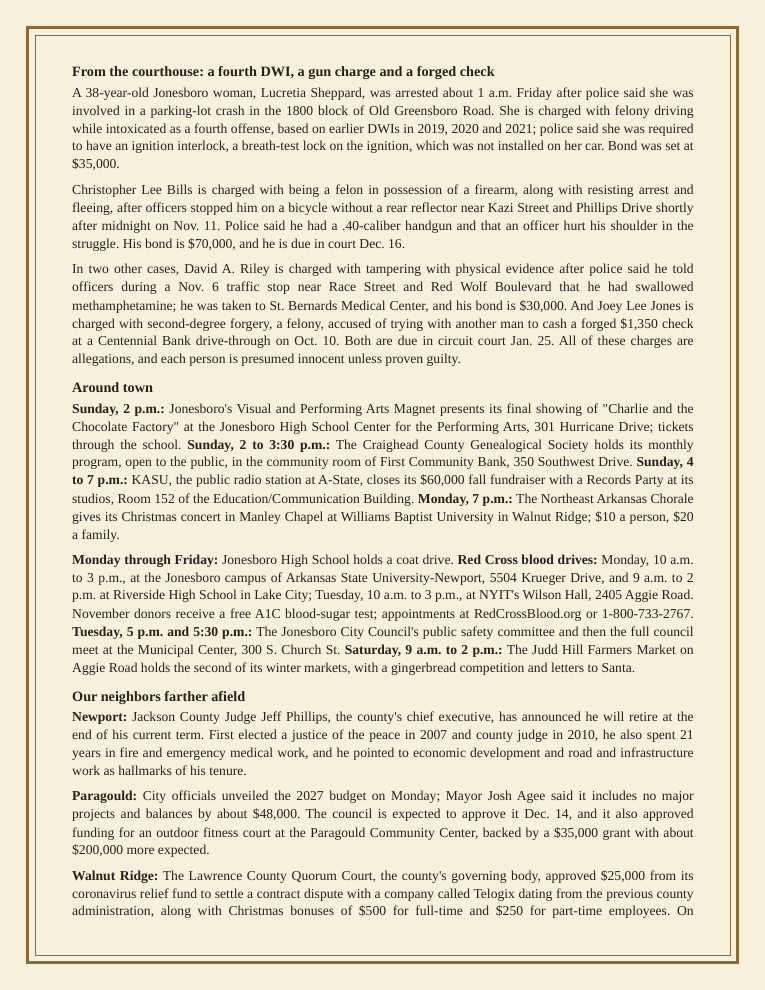 From the courthouse: a fourth DWI, a gun charge and a forged check
A 38-year-old Jonesboro woman, Lucretia Sheppard, was arrested about 1 a.m. Friday after police said she was
involved in a parking-lot crash in the 1800 block of Old Greensboro Road. She is charged with felony driving
while intoxicated as a fourth offense, based on earlier DWIs in 2019, 2020 and 2021; police said she was required
to have an ignition interlock, a breath-test lock on the ignition, which was not installed on her car. Bond was set at
$35,000.
Christopher Lee Bills is charged with being a felon in possession of a firearm, along with resisting arrest and
fleeing, after officers stopped him on a bicycle without a rear reflector near Kazi Street and Phillips Drive shortly
after midnight on Nov. 11. Police said he had a .40-caliber handgun and that an officer hurt his shoulder in the
struggle. His bond is $70,000, and he is due in court Dec. 16.
In two other cases, David A. Riley is charged with tampering with physical evidence after police said he told
officers during a Nov. 6 traffic stop near Race Street and Red Wolf Boulevard that he had swallowed
methamphetamine; he was taken to St. Bernards Medical Center, and his bond is $30,000. And Joey Lee Jones is
charged with second-degree forgery, a felony, accused of trying with another man to cash a forged $1,350 check
at a Centennial Bank drive-through on Oct. 10. Both are due in circuit court Jan. 25. All of these charges are
allegations, and each person is presumed innocent unless proven guilty.
Around town
Sunday, 2 p.m.: Jonesboro's Visual and Performing Arts Magnet presents its final showing of "Charlie and the
Chocolate Factory" at the Jonesboro High School Center for the Performing Arts, 301 Hurricane Drive; tickets
through the school. Sunday, 2 to 3:30 p.m.: The Craighead County Genealogical Society holds its monthly
program, open to the public, in the community room of First Community Bank, 350 Southwest Drive. Sunday, 4
to 7 p.m.: KASU, the public radio station at A-State, closes its $60,000 fall fundraiser with a Records Party at its
studios, Room 152 of the Education/Communication Building. Monday, 7 p.m.: The Northeast Arkansas Chorale
gives its Christmas concert in Manley Chapel at Williams Baptist University in Walnut Ridge; $10 a person, $20
a family.
Monday through Friday: Jonesboro High School holds a coat drive. Red Cross blood drives: Monday, 10 a.m.
to 3 p.m., at the Jonesboro campus of Arkansas State University-Newport, 5504 Krueger Drive, and 9 a.m. to 2
p.m. at Riverside High School in Lake City; Tuesday, 10 a.m. to 3 p.m., at NYIT's Wilson Hall, 2405 Aggie Road.
November donors receive a free A1C blood-sugar test; appointments at RedCrossBlood.org or 1-800-733-2767.
Tuesday, 5 p.m. and 5:30 p.m.: The Jonesboro City Council's public safety committee and then the full council
meet at the Municipal Center, 300 S. Church St. Saturday, 9 a.m. to 2 p.m.: The Judd Hill Farmers Market on
Aggie Road holds the second of its winter markets, with a gingerbread competition and letters to Santa.
Our neighbors farther afield
Newport: Jackson County Judge Jeff Phillips, the county's chief executive, has announced he will retire at the
end of his current term. First elected a justice of the peace in 2007 and county judge in 2010, he also spent 21
years in fire and emergency medical work, and he pointed to economic development and road and infrastructure
work as hallmarks of his tenure.
Paragould: City officials unveiled the 2027 budget on Monday; Mayor Josh Agee said it includes no major
projects and balances by about $48,000. The council is expected to approve it Dec. 14, and it also approved
funding for an outdoor fitness court at the Paragould Community Center, backed by a $35,000 grant with about
$200,000 more expected.
Walnut Ridge: The Lawrence County Quorum Court, the county's governing body, approved $25,000 from its
coronavirus relief fund to settle a contract dispute with a company called Telogix dating from the previous county
administration, along with Christmas bonuses of $500 for full-time and $250 for part-time employees. On